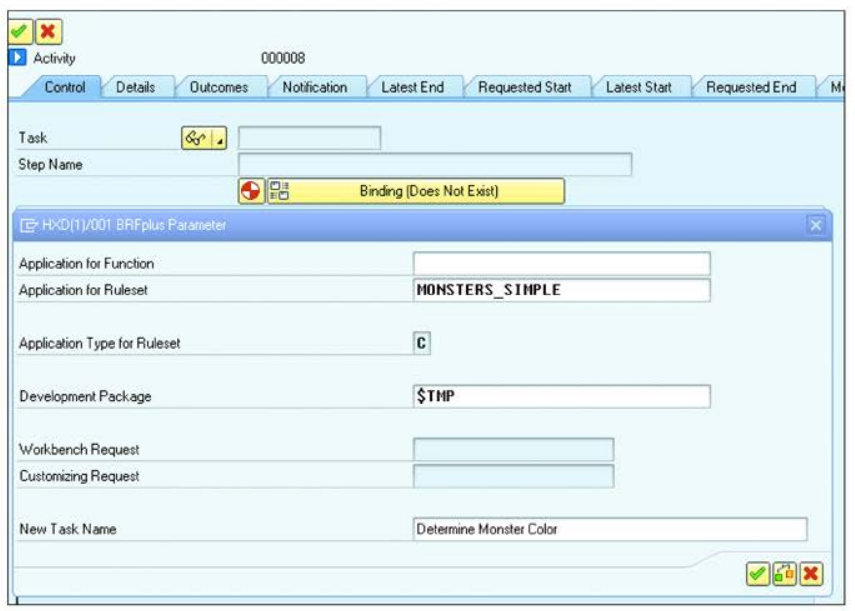 Activity 000008
Control Details Outcomes Notification Latest End Requested Start Latest Start Requested End
Task
Step Name
Binding (Does Not Exist)
HXD(1)/001 BRFplus Parameter
Application for Function
Application for Ruleset MONSTERS_SIMPLE
Application Type for Ruleset C
Development Package $TMP
Workbench Request
Customizing Request
New Task Name Determine Monster Color